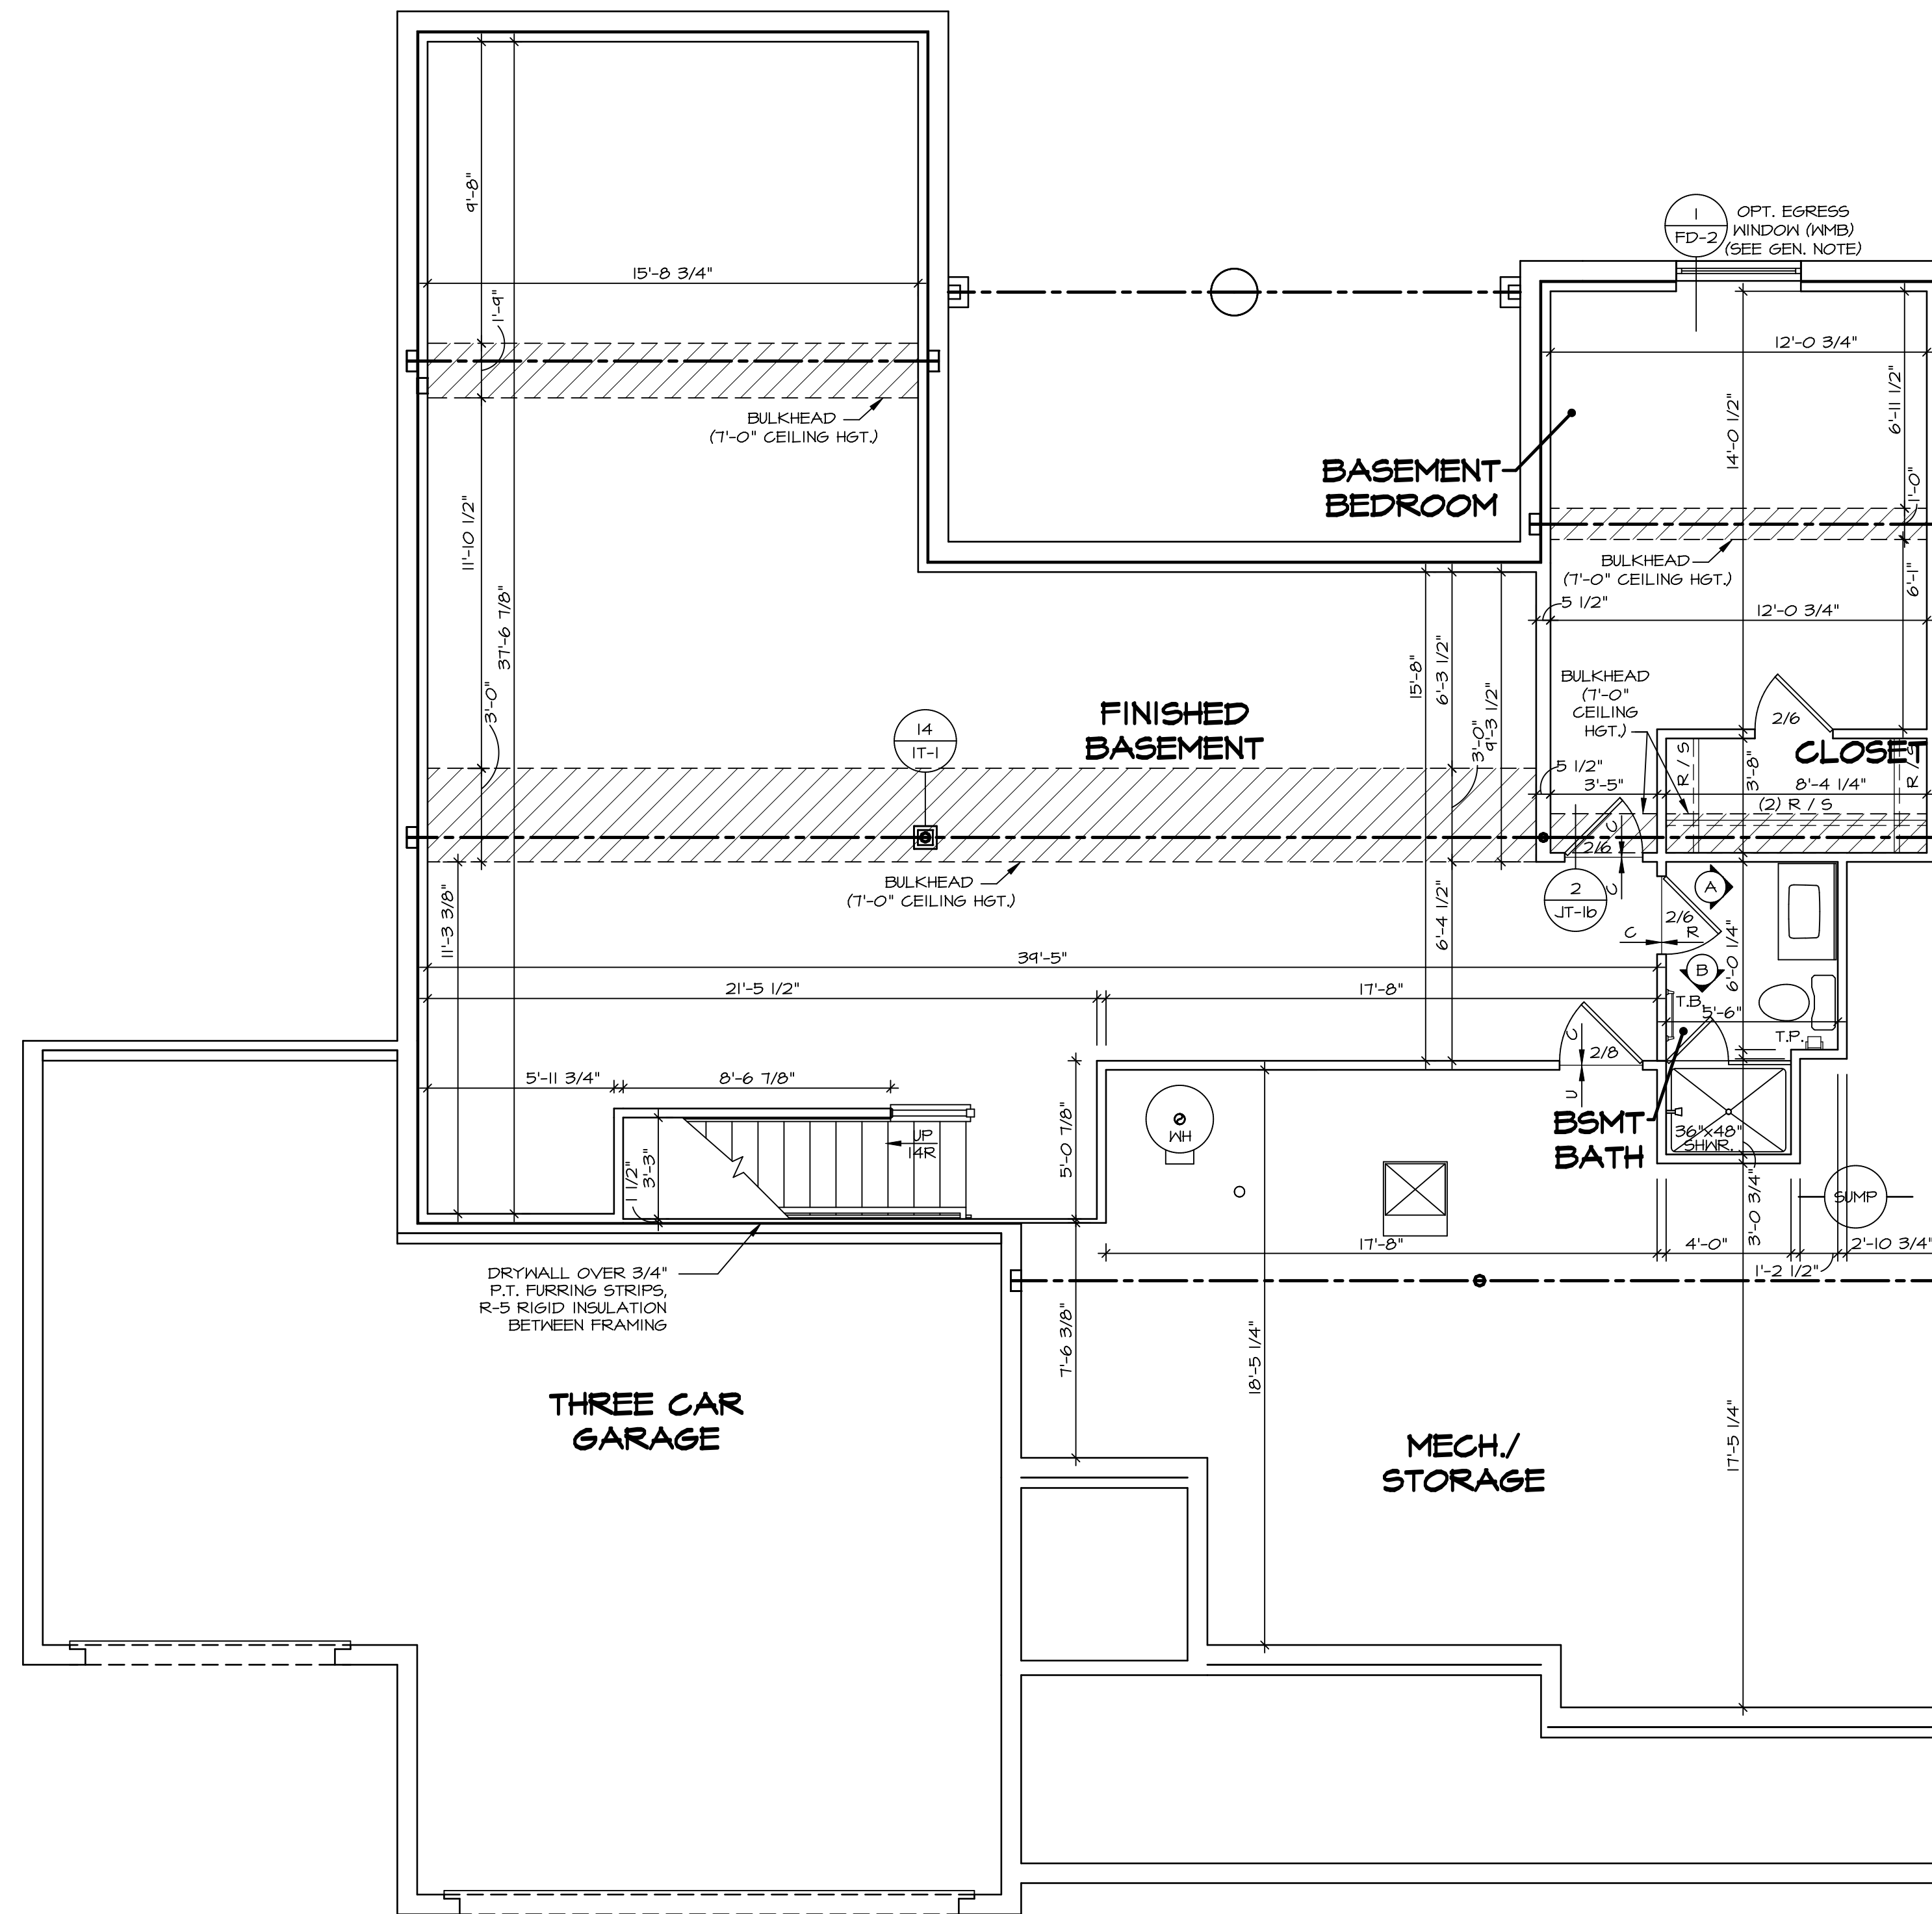 1
FD-2
OPT. EGRESS
WINDOW (WMB)
(SEE GEN. NOTE)
9'-8"
15'-8 3/4"
1'-9"
BULKHEAD
(7'-0" CEILING HGT.)
12'-0 3/4"
14'-0 1/2"
6'-11 1/2"
BASEMENT
BEDROOM
1'-0"
11'-10 1/2"
37'-6 7/8"
BULKHEAD
(7'-0" CEILING HGT.)
6'-1"
5 1/2"
12'-0 3/4"
15'-8"
6'-3 1/2"
9'-3 1/2"
3'-0"
3'-0"
BULKHEAD
(7'-0"
CEILING
HGT.)
2/6
FINISHED
BASEMENT
14
1T-1
CLOSET
R / S
3'-8"
R / S
5 1/2"
3'-5"
8'-4 1/4"
(2) R / S
C
2/6
C
BULKHEAD
(7'-0" CEILING HGT.)
2
JT-1b
A
2/6
C
R
11'-3 3/8"
6'-4 1/2"
6'-0 1/4"
39'-5"
B
21'-5 1/2"
17'-8"
T.B.
5'-6"
T.P.
C
2/8
U
5'-11 3/4"
8'-6 7/8"
UP
14R
1 1/2"
3'-3"
5'-0 7/8"
WH
BSMT
BATH
36"x48"
SHWR.
SUMP
3'-0 3/4"
17'-8"
4'-0"
2'-10 3/4"
1'-2 1/2"
DRYWALL OVER 3/4"
P.T. FURRING STRIPS,
R-5 RIGID INSULATION
BETWEEN FRAMING
7'-6 3/8"
18'-5 1/4"
17'-5 1/4"
THREE CAR
GARAGE
MECH./
STORAGE